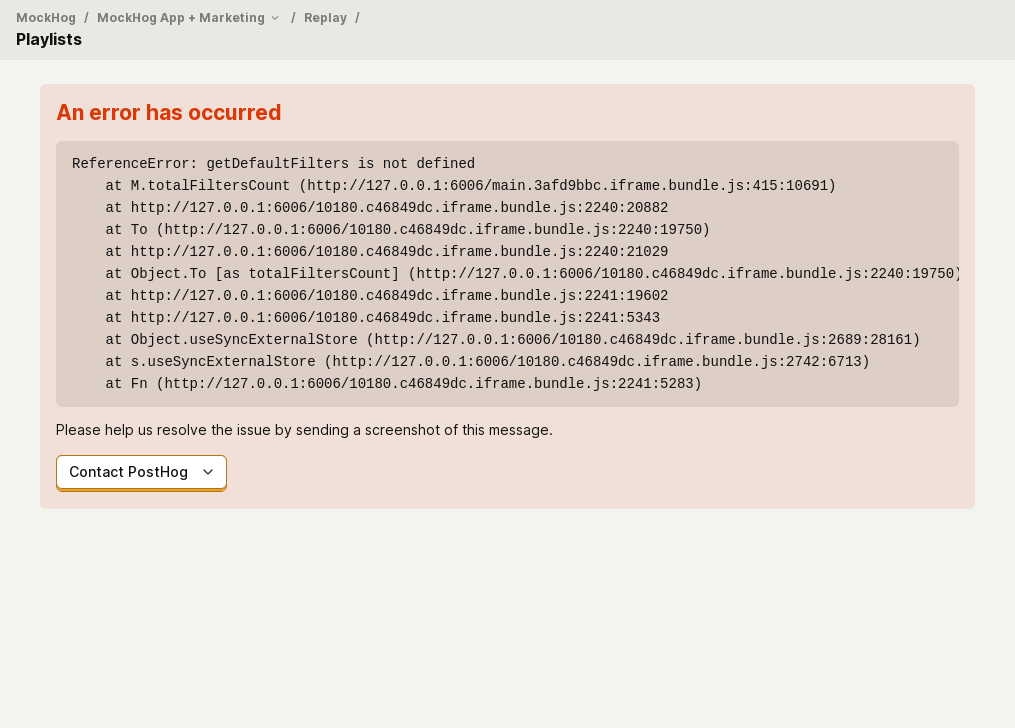 MockHog / MockHog App + Marketing / Replay /
Playlists
An error has occurred
ReferenceError: getDefaultFilters is not defined
at M.totalFiltersCount (http://127.0.0.1:6006/main.3afd9bbc.iframe.bundle.js:415:10691)
at http://127.0.0.1:6006/10180.c46849dc.iframe.bundle.js:2240:20882
at To (http://127.0.0.1:6006/10180.c46849dc.iframe.bundle.js:2240:19750)
at http://127.0.0.1:6006/10180.c46849dc.iframe.bundle.js:2240:21029
at Object.To [as totalFiltersCount] (http://127.0.0.1:6006/10180.c46849dc.iframe.bundle.js:2240:19750)
at http://127.0.0.1:6006/10180.c46849dc.iframe.bundle.js:2241:19602
at http://127.0.0.1:6006/10180.c46849dc.iframe.bundle.js:2241:5343
at Object.useSyncExternalStore (http://127.0.0.1:6006/10180.c46849dc.iframe.bundle.js:2689:28161)
at s.useSyncExternalStore (http://127.0.0.1:6006/10180.c46849dc.iframe.bundle.js:2742:6713)
at Fn (http://127.0.0.1:6006/10180.c46849dc.iframe.bundle.js:2241:5283)
Please help us resolve the issue by sending a screenshot of this message.
Contact PostHog